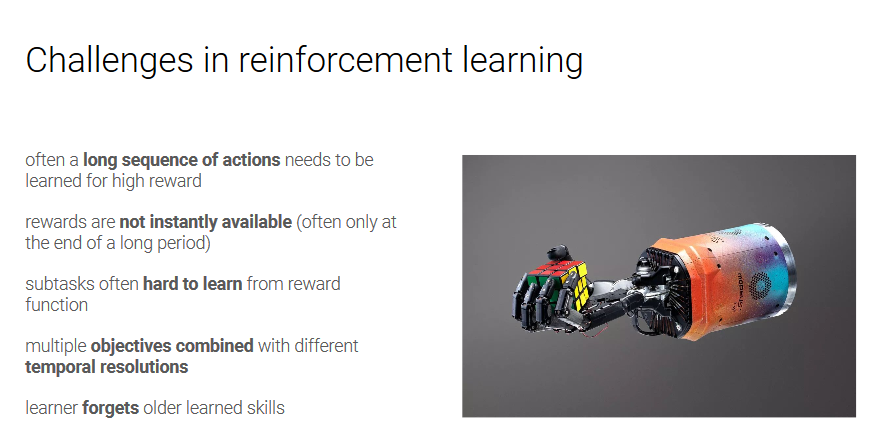 Challenges in reinforcement learning
often a long sequence of actions needs to be
learned for high reward
rewards are not instantly available (often only at
the end of a long period)
subtasks often hard to learn from reward
function
multiple objectives combined with different
temporal resolutions
learner forgets older learned skills